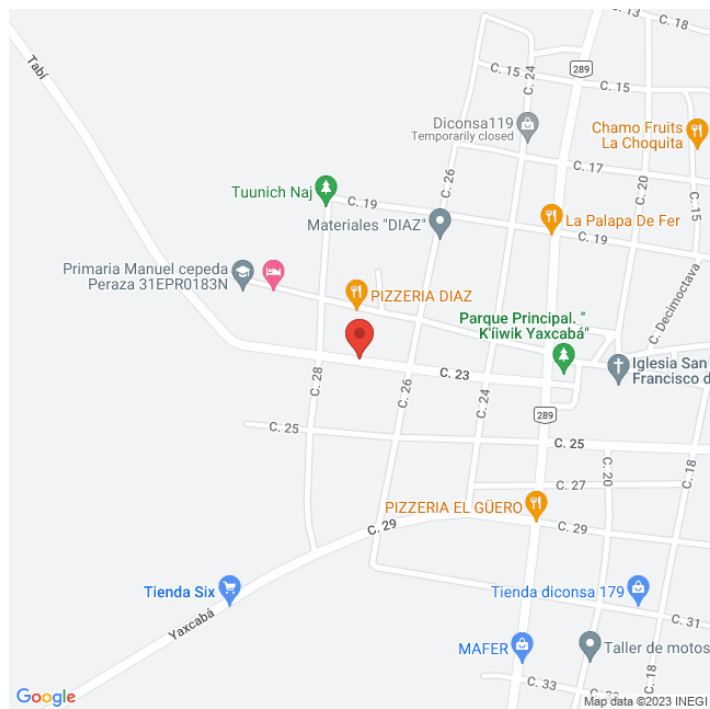 C. 13
C. 18
Tabí
C. 24
289
C. 15
C. 15
Diconsa119
Temporarily closed
Chamo Fruits
La Choquita
C. 17
C. 26
C. 20
C. 15
Tuunich Naj
C. 19
La Palapa De Fer
Materiales "DIAZ"
C. 19
Primaria Manuel cepeda
Peraza 31EPR0183N
C. Decimoctava
PIZZERIA DIAZ
Parque Principal. "
K'íiwik Yaxcabá"
Iglesia San
Francisco d
C. 28
C. 23
C. 26
C. 24
289
C. 25
C. 25
C. 20
C. 18
C. 27
PIZZERIA EL GÜERO
C. 29
C. 29
Tienda Six
Tienda diconsa 179
Yaxcabá
C. 31
MAFER
Taller de motos
C. 33
C. 18
Google
Map data ©2023 INEGI